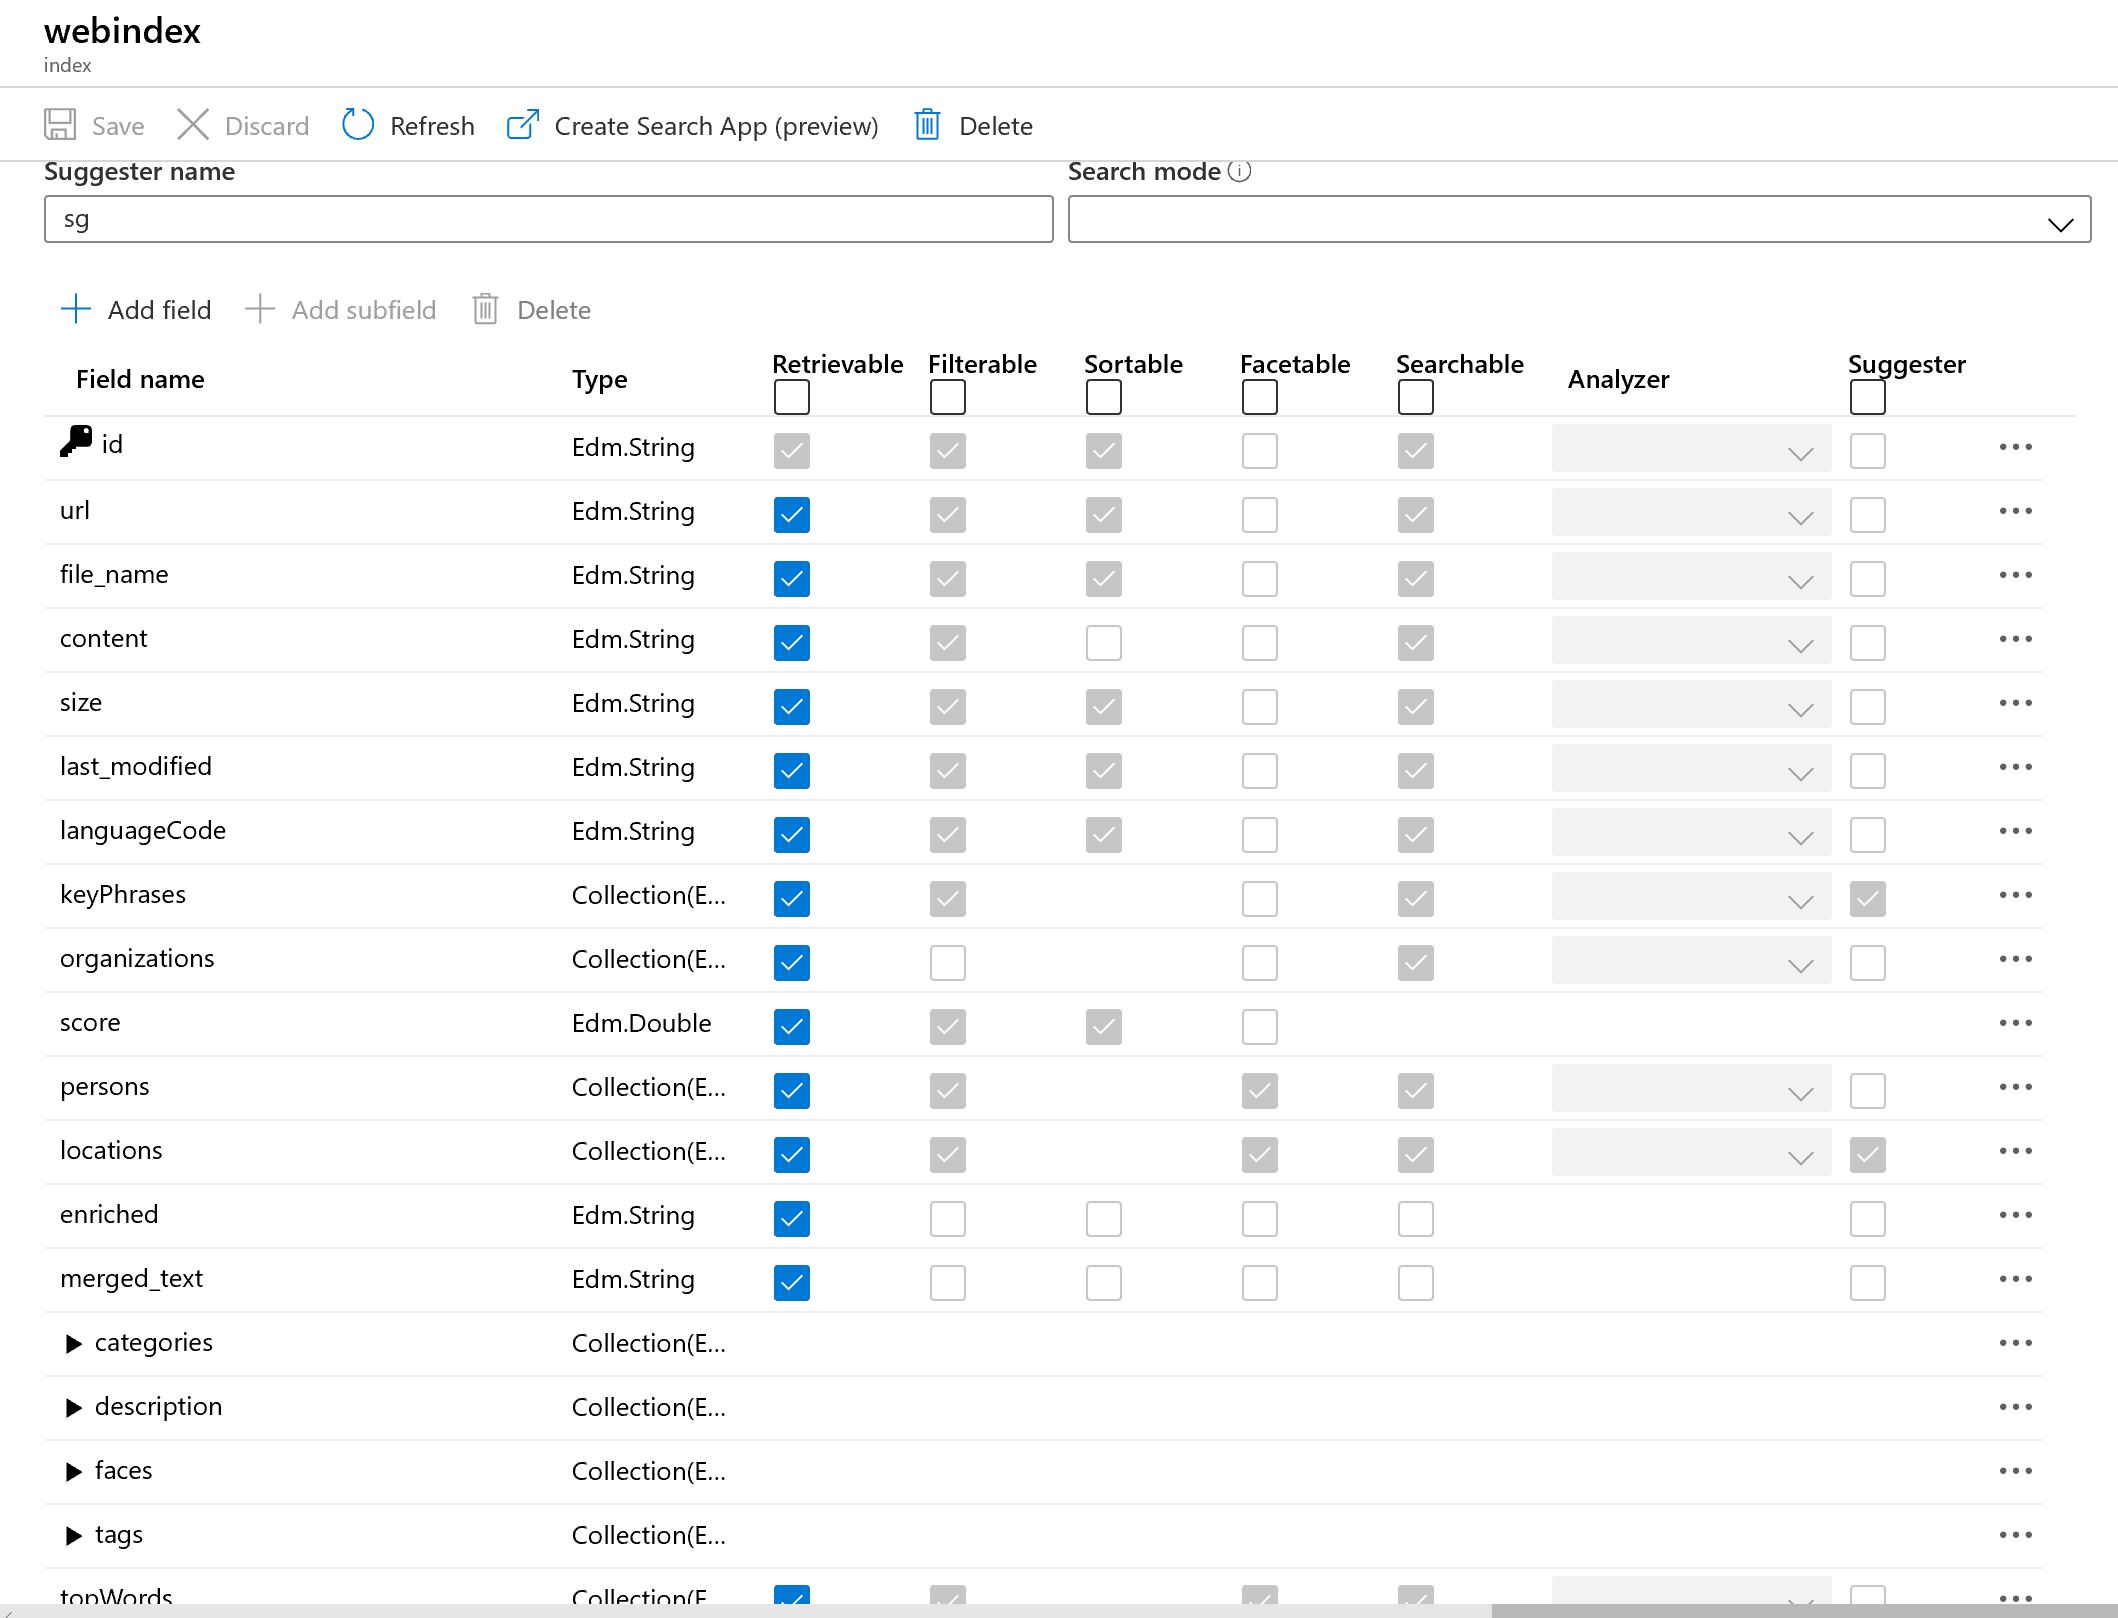 webindex
index
Save Discard Refresh Create Search App (preview) Delete
Suggester name Search mode
sg
Add field Add subfield Delete
Field name Type Retrievable Filterable Sortable Facetable Searchable Analyzer Suggester
id Edm.String
url Edm.String
file_name Edm.String
content Edm.String
size Edm.String
last_modified Edm.String
languageCode Edm.String
keyPhrases Collection(E...
organizations Collection(E...
score Edm.Double
persons Collection(E...
locations Collection(E...
enriched Edm.String
merged_text Edm.String
categories Collection(E...
description Collection(E...
faces Collection(E...
tags Collection(E...
topWords Collection(E...